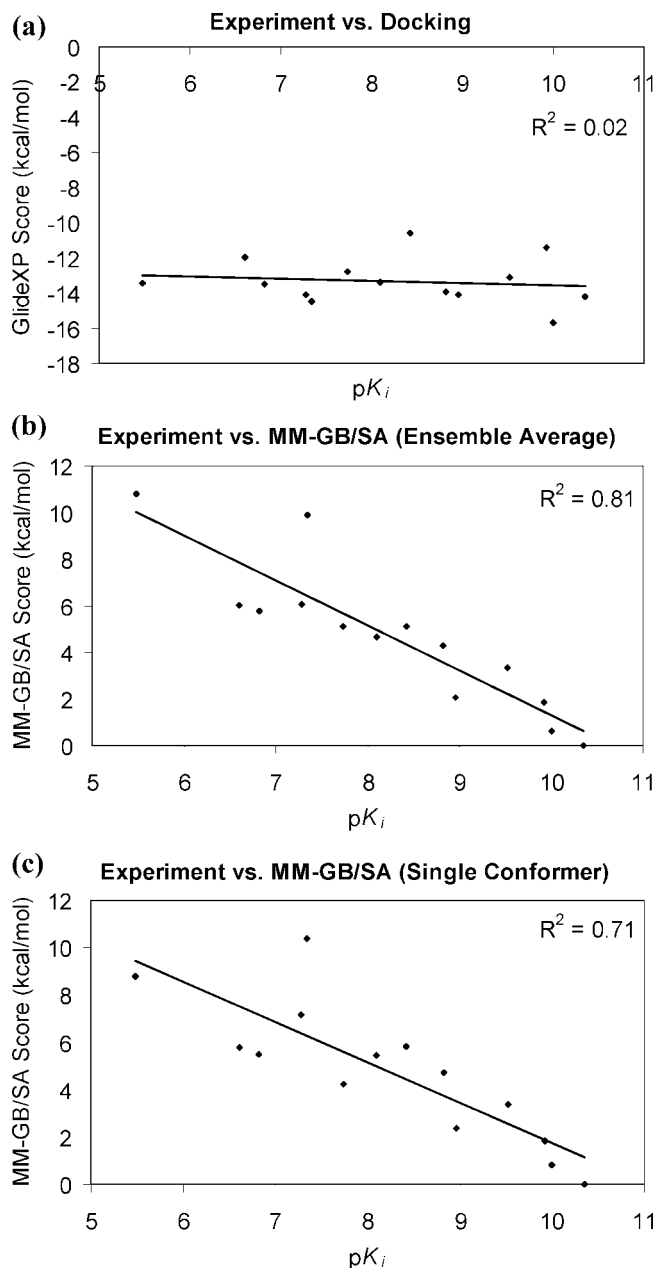 (a)
Experiment vs. Docking
0
5 6 7 8 9 10 11
-2
-4
-6
-8
-10
-12
-14
-16
-18
R² = 0.02
GlideXP Score (kcal/mol)
pKᵢ
(b)
Experiment vs. MM-GB/SA (Ensemble Average)
12
10
8
6
4
2
0
R² = 0.81
MM-GB/SA Score (kcal/mol)
5 6 7 8 9 10 11
pKᵢ
(c)
Experiment vs. MM-GB/SA (Single Conformer)
12
10
8
6
4
2
0
R² = 0.71
MM-GB/SA Score (kcal/mol)
5 6 7 8 9 10 11
pKᵢ